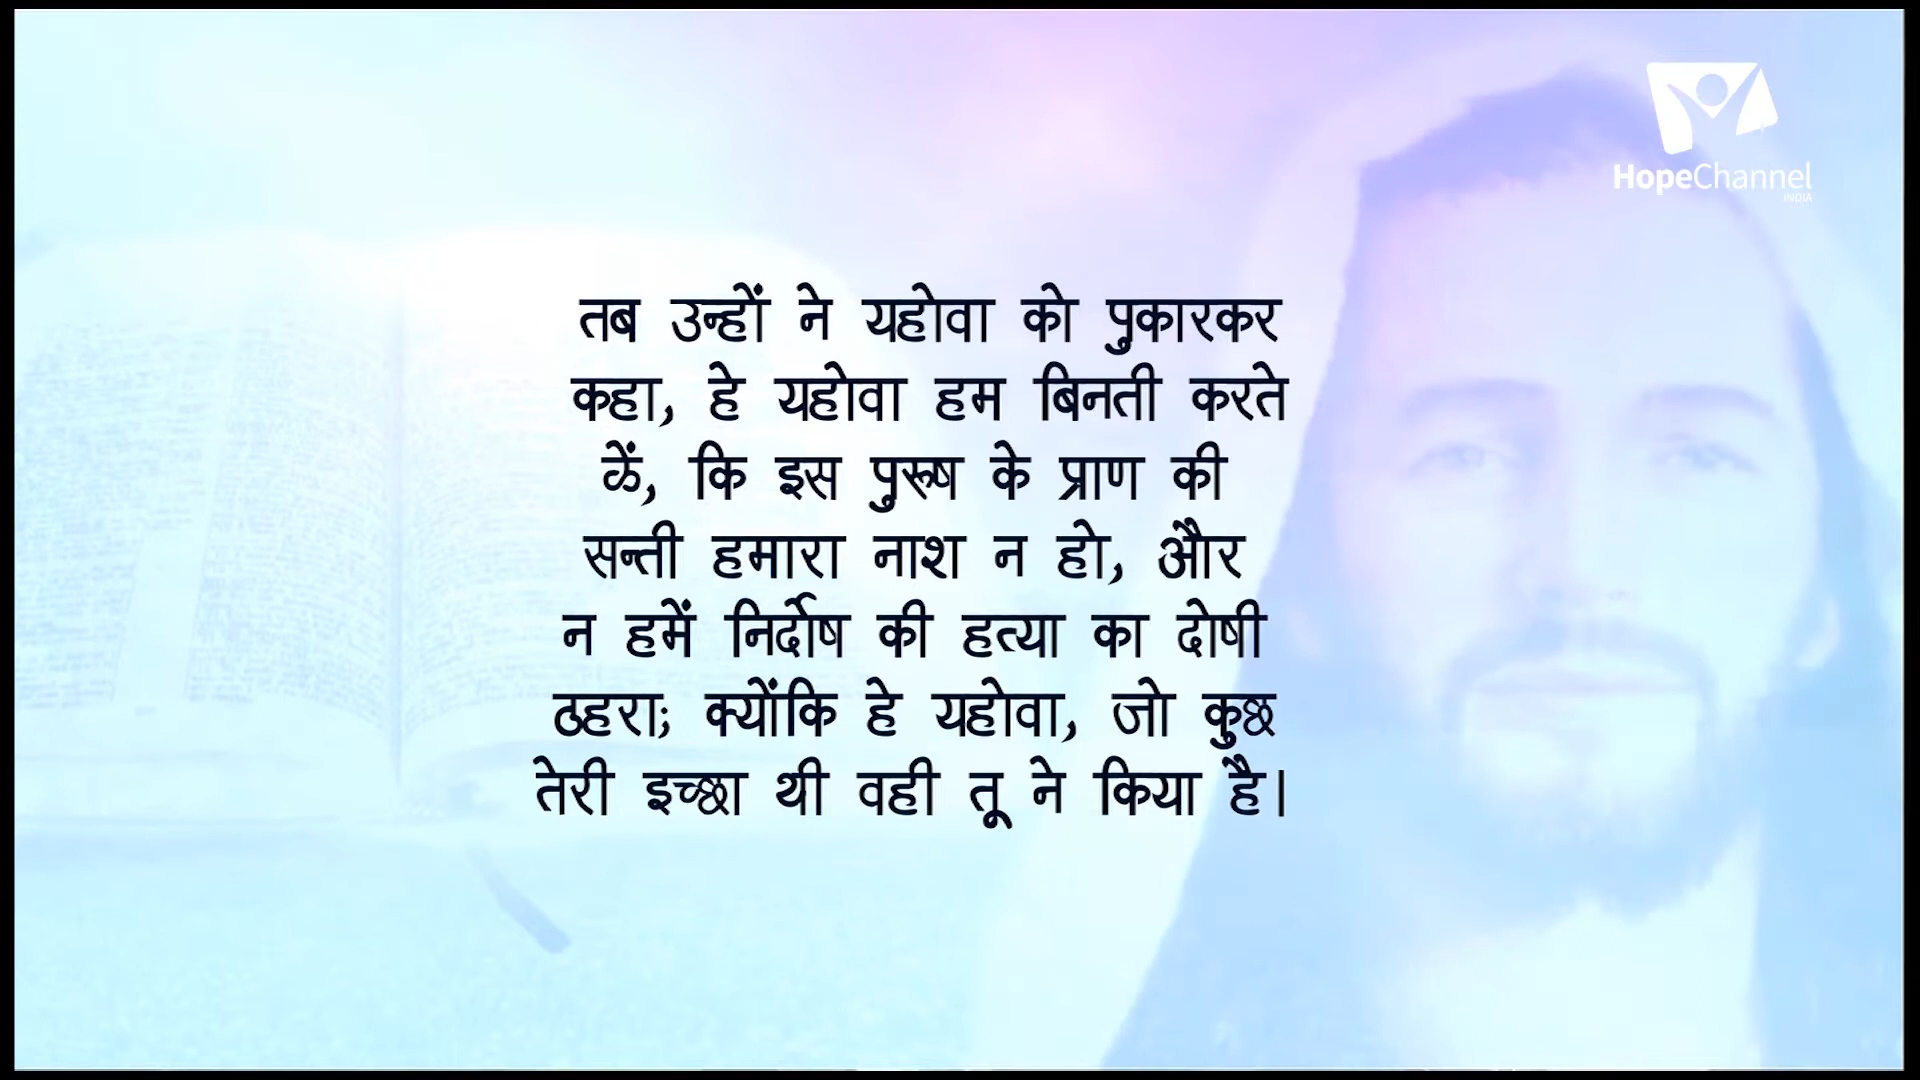 HopeChannel
INDIA
तब उन्हों ने यहोवा को पुकारकर
कहा, हे यहोवा हम बिनती करते
ळें, कि इस पुरूष के प्राण की
सन्ती हमारा नाश न हो, और
न हमें निर्दोष की हत्या का दोषी
ठहरा; क्योंकि हे यहोवा, जो कुछ
तेरी इच्छा थी वही तू ने किया है।